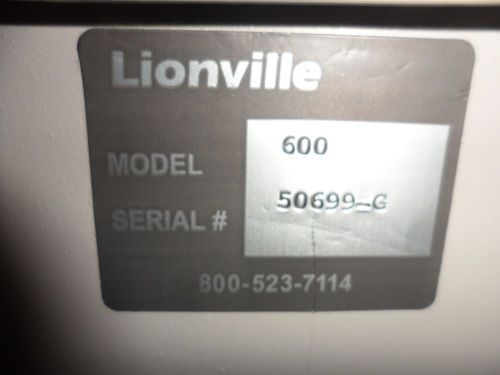 Lionville
MODEL 600
SERIAL # 50699-G
800-523-7114